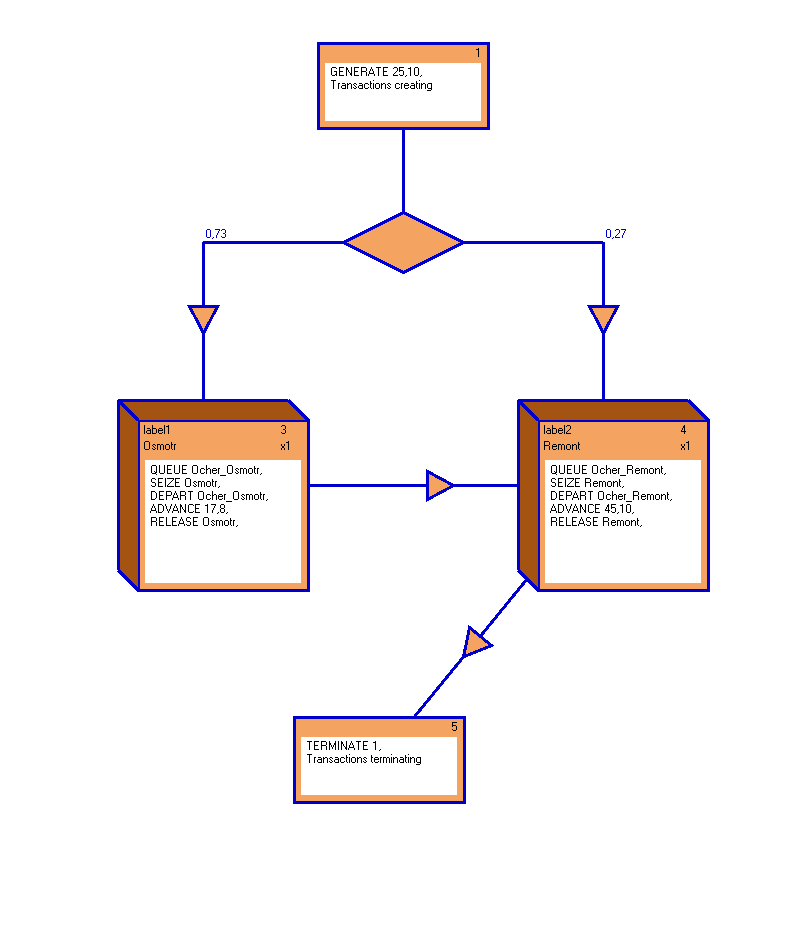 1
GENERATE 25,10,
Transactions creating
0,73
0,27
label1 3
Osmotr x1
QUEUE Ocher_Osmotr,
SEIZE Osmotr,
DEPART Ocher_Osmotr,
ADVANCE 17,8,
RELEASE Osmotr,
label2 4
Remont x1
QUEUE Ocher_Remont,
SEIZE Remont,
DEPART Ocher_Remont,
ADVANCE 45,10,
RELEASE Remont,
5
TERMINATE 1,
Transactions terminating